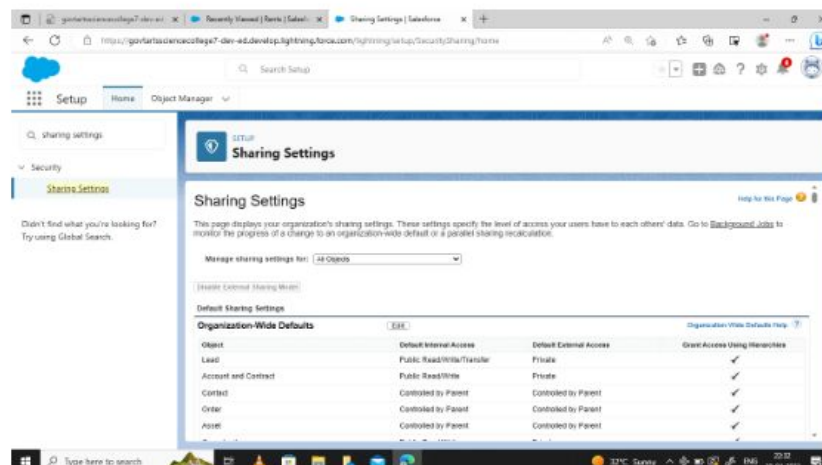 Recently Viewed | Rents | Salesf
Sharing Settings | Salesforce
https://govtartssciencecollege7-dev-ed.develop.lightning.force.com/lightning/setup/SecuritySharing/home
Search Setup
Setup
Home
Object Manager
sharing settings
Security
Sharing Settings
Didn't find what you're looking for?
Try using Global Search.
SETUP
Sharing Settings
Sharing Settings
Help for this Page
This page displays your organization's sharing settings. These settings specify the level of access your users have to each others' data. Go to Background Jobs to
monitor the progress of a change to an organization-wide default or a parallel sharing recalculation.
Manage sharing settings for: All Objects
Disable External Sharing Model
Default Sharing Settings
Organization-Wide Defaults Edit Organization-Wide Defaults Help ?
Object Default Internal Access Default External Access Grant Access Using Hierarchies
Lead Public Read/Write/Transfer Private
Account and Contract Public Read/Write Private
Contact Controlled by Parent Controlled by Parent
Order Controlled by Parent Controlled by Parent
Asset Controlled by Parent Controlled by Parent
Type here to search
32°C Sunny
ENG
22:12